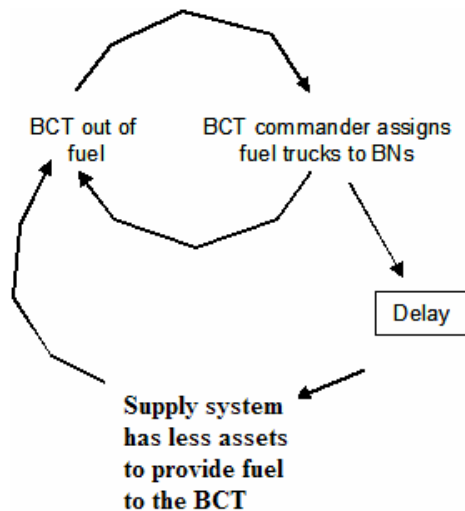 BCT out of
fuel
BCT commander assigns
fuel trucks to BNs
Delay
Supply system
has less assets
to provide fuel
to the BCT